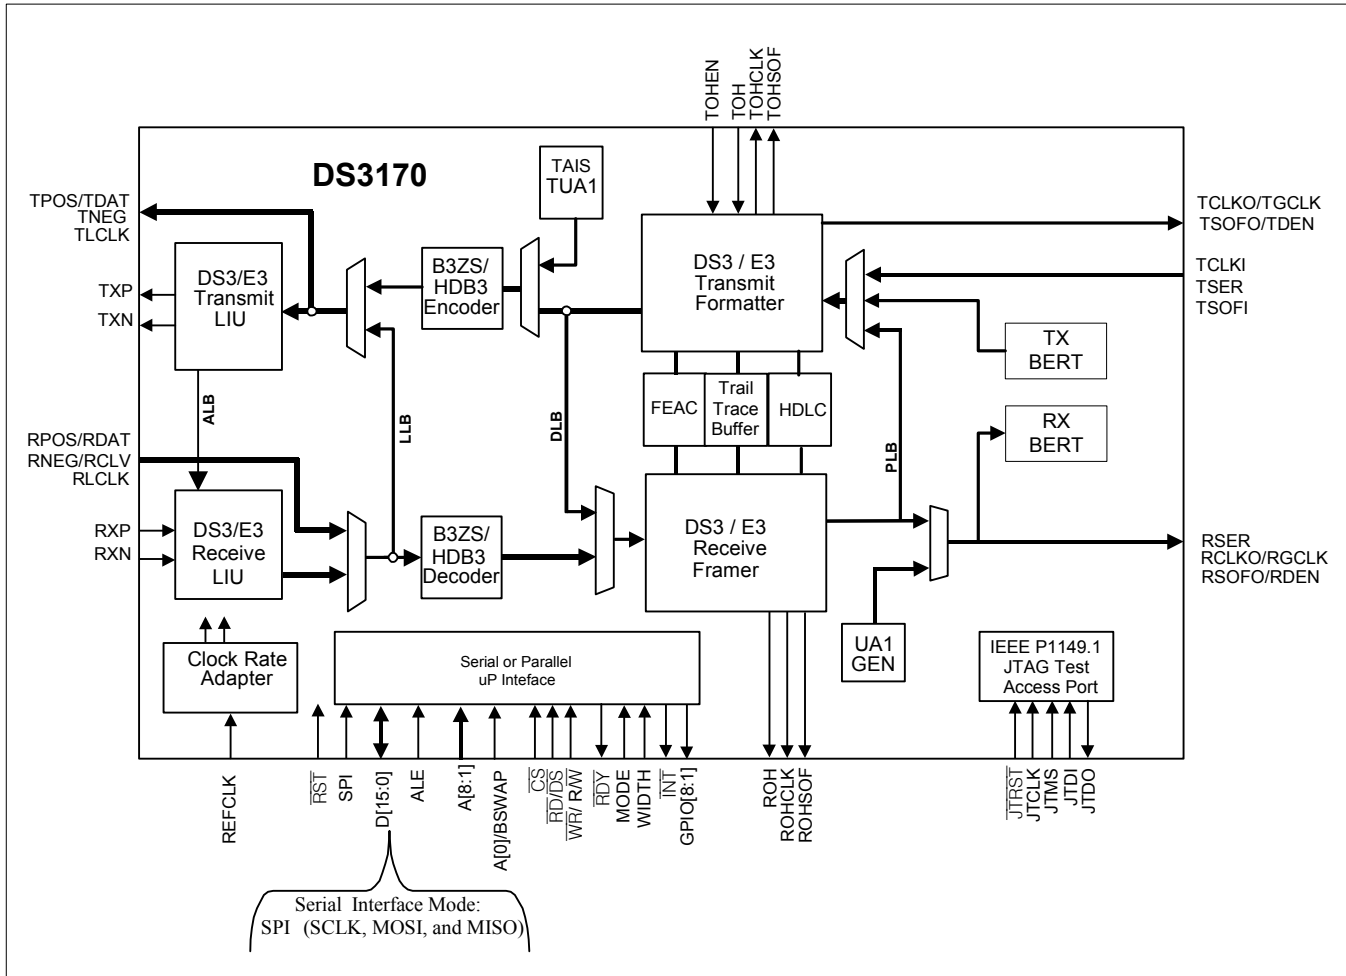 TOHEN
TOH
TOHCLK
TOHSOF
DS3170
TAIS
TUA1
TPOS/TDAT
TNEG
TLCLK
TCLKO/TGCLK
TSOFO/TDEN
DS3/E3
Transmit
LIU
B3ZS/
HDB3
Encoder
DS3 / E3
Transmit
Formatter
TCLKI
TSER
TSOFI
TXP
TXN
TX
BERT
ALB
LLB
DLB
FEAC
Trail
Trace
Buffer
HDLC
PLB
RX
BERT
RPOS/RDAT
RNEG/RCLV
RLCLK
RXP
RXN
DS3/E3
Receive
LIU
B3ZS/
HDB3
Decoder
DS3 / E3
Receive
Framer
RSER
RCLKO/RGCLK
RSOFO/RDEN
Clock Rate
Adapter
Serial or Parallel
uP Inteface
UA1
GEN
IEEE P1149.1
JTAG Test
Access Port
REFCLK
RST
SPI
D[15:0]
ALE
A[8:1]
A[0]/BSWAP
CS
RD/DS
WR/ R/W
RDY
MODE
WIDTH
INT
GPIO[8:1]
ROH
ROHCLK
ROHSOF
JTRST
JTCLK
JTMS
JTDI
JTDO
Serial Interface Mode:
SPI (SCLK, MOSI, and MISO)